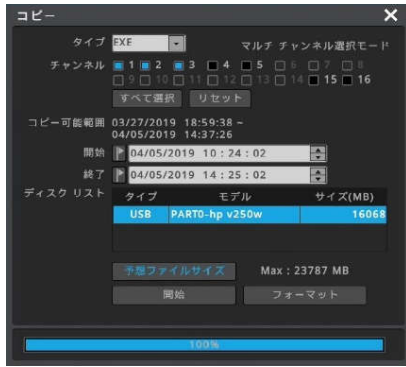 コピー
タイプ EXE マルチ チャンネル選択モード
チャンネル 1 2 3 4 5 6 7 8
9 10 11 12 13 14 15 16
すべて選択 リセット
コピー可能範囲 03/27/2019 18:59:38 ~
04/05/2019 14:37:26
開始 04/05/2019 10:24:02
終了 04/05/2019 14:25:02
ディスク リスト タイプ モデル サイズ(MB)
USB PART0-hp v250w 16068
予想ファイルサイズ Max : 23787 MB
開始 フォーマット
100%